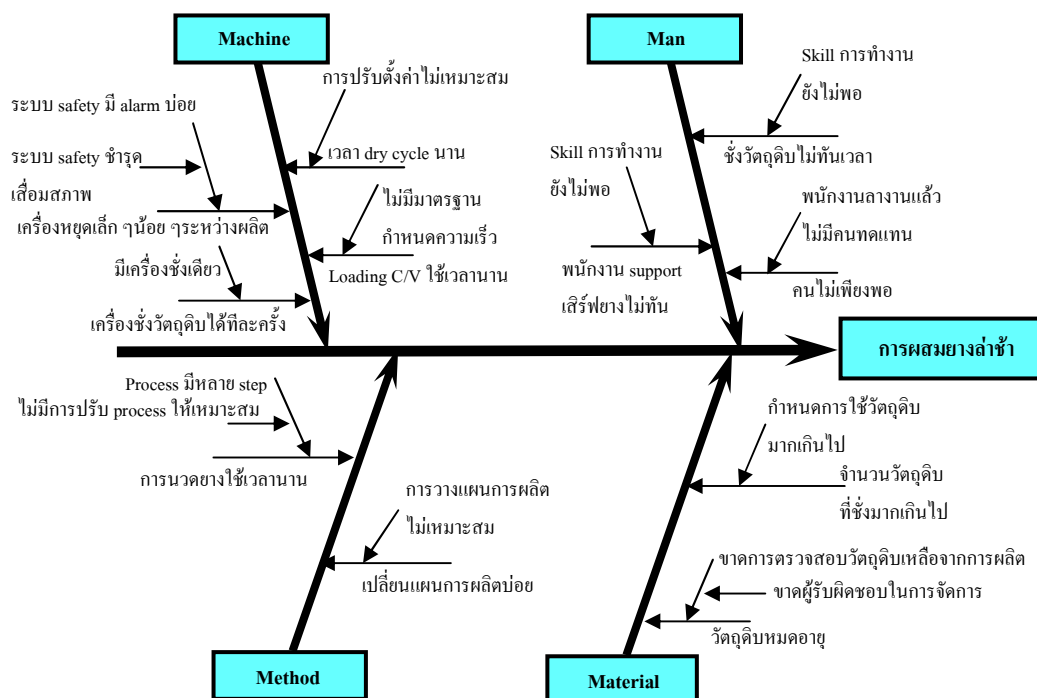 Machine
Man
การปรับตั้งค่าไม่เหมาะสม
ระบบ safety มี alarm บ่อย
เวลา dry cycle นาน
ระบบ safety ชำรุด
เสื่อมสภาพ
ไม่มีมาตรฐาน
กำหนดความเร็ว
เครื่องหยุดเล็ก ๆน้อย ๆระหว่างผลิต
Loading C/V ใช้เวลานาน
มีเครื่องชั่งเดียว
เครื่องชั่งวัตถุดิบได้ทีละครั้ง
Skill การทำงาน
ยังไม่พอ
ชั่งวัตถุดิบไม่ทันเวลา
Skill การทำงาน
ยังไม่พอ
พนักงานลางานแล้ว
ไม่มีคนทดแทน
พนักงาน support
เสิร์ฟยางไม่ทัน
คนไม่เพียงพอ
การผสมยางล่าช้า
Process มีหลาย step
ไม่มีการปรับ process ให้เหมาะสม
การนวดยางใช้เวลานาน
การวางแผนการผลิต
ไม่เหมาะสม
เปลี่ยนแผนการผลิตบ่อย
กำหนดการใช้วัตถุดิบ
มากเกินไป
จำนวนวัตถุดิบ
ที่ชั่งมากเกินไป
ขาดการตรวจสอบวัตถุดิบเหลือจากการผลิต
ขาดผู้รับผิดชอบในการจัดการ
วัตถุดิบหมดอายุ
Method
Material